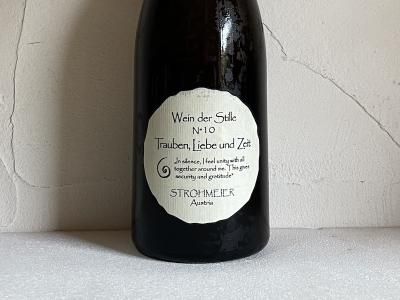 Wein der Stille
N°10
Trauben, Liebe und Zeit
„In silence, I feel unity with all
together around me. "This gives
security and gratitude"
STROHMEIER
Austria